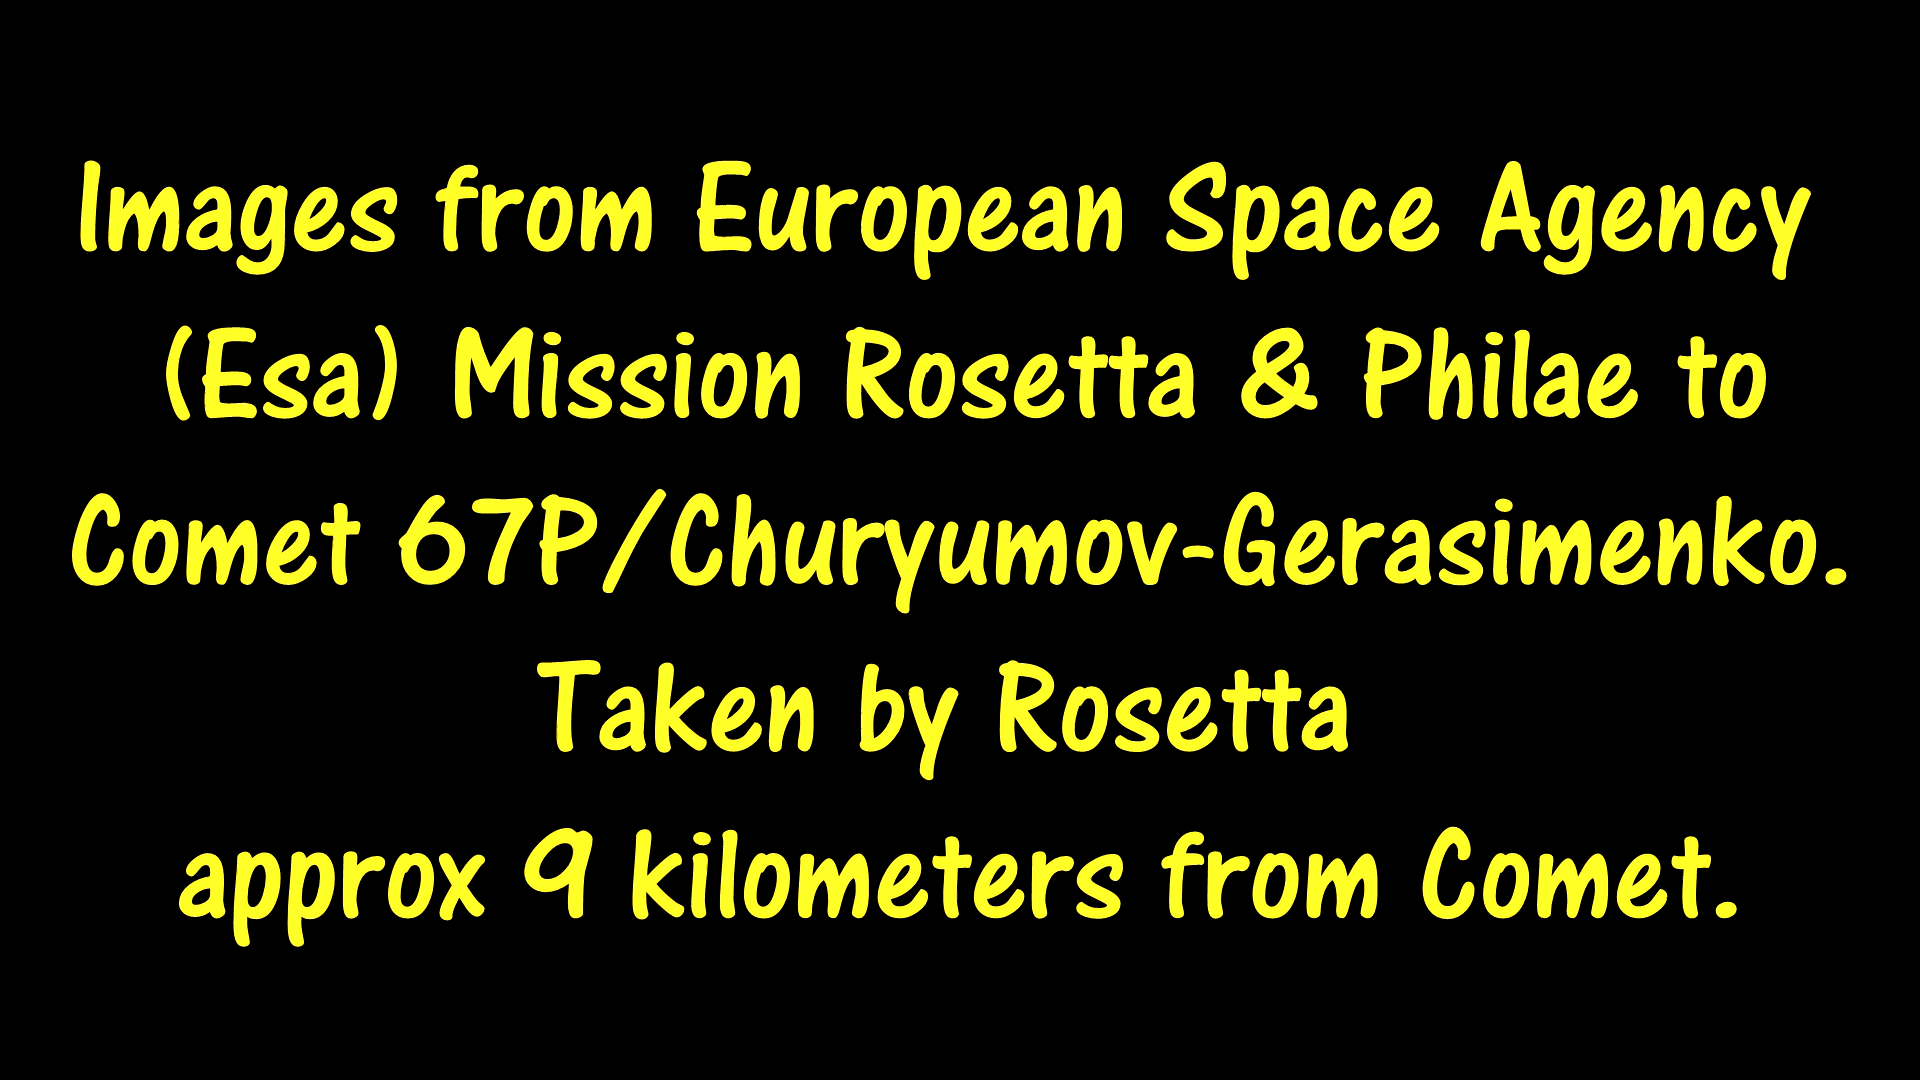 Images from European Space Agency
(Esa) Mission Rosetta & Philae to
Comet 67P/Churyumov-Gerasimenko.
Taken by Rosetta
approx 9 kilometers from Comet.